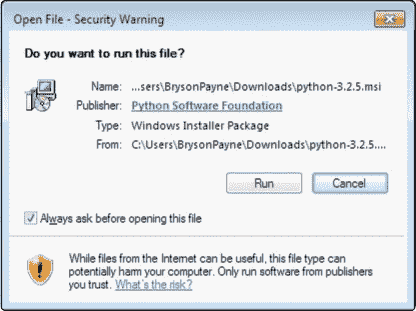 Open File - Security Warning
Do you want to run this file?
Name: ...sers\BrysonPayne\Downloads\python-3.2.5.msi
Publisher: Python Software Foundation
Type: Windows Installer Package
From: C:\Users\BrysonPayne\Downloads\python-3.2.5....
Run Cancel
Always ask before opening this file
While files from the Internet can be useful, this file type can
potentially harm your computer. Only run software from publishers
you trust. What's the risk?